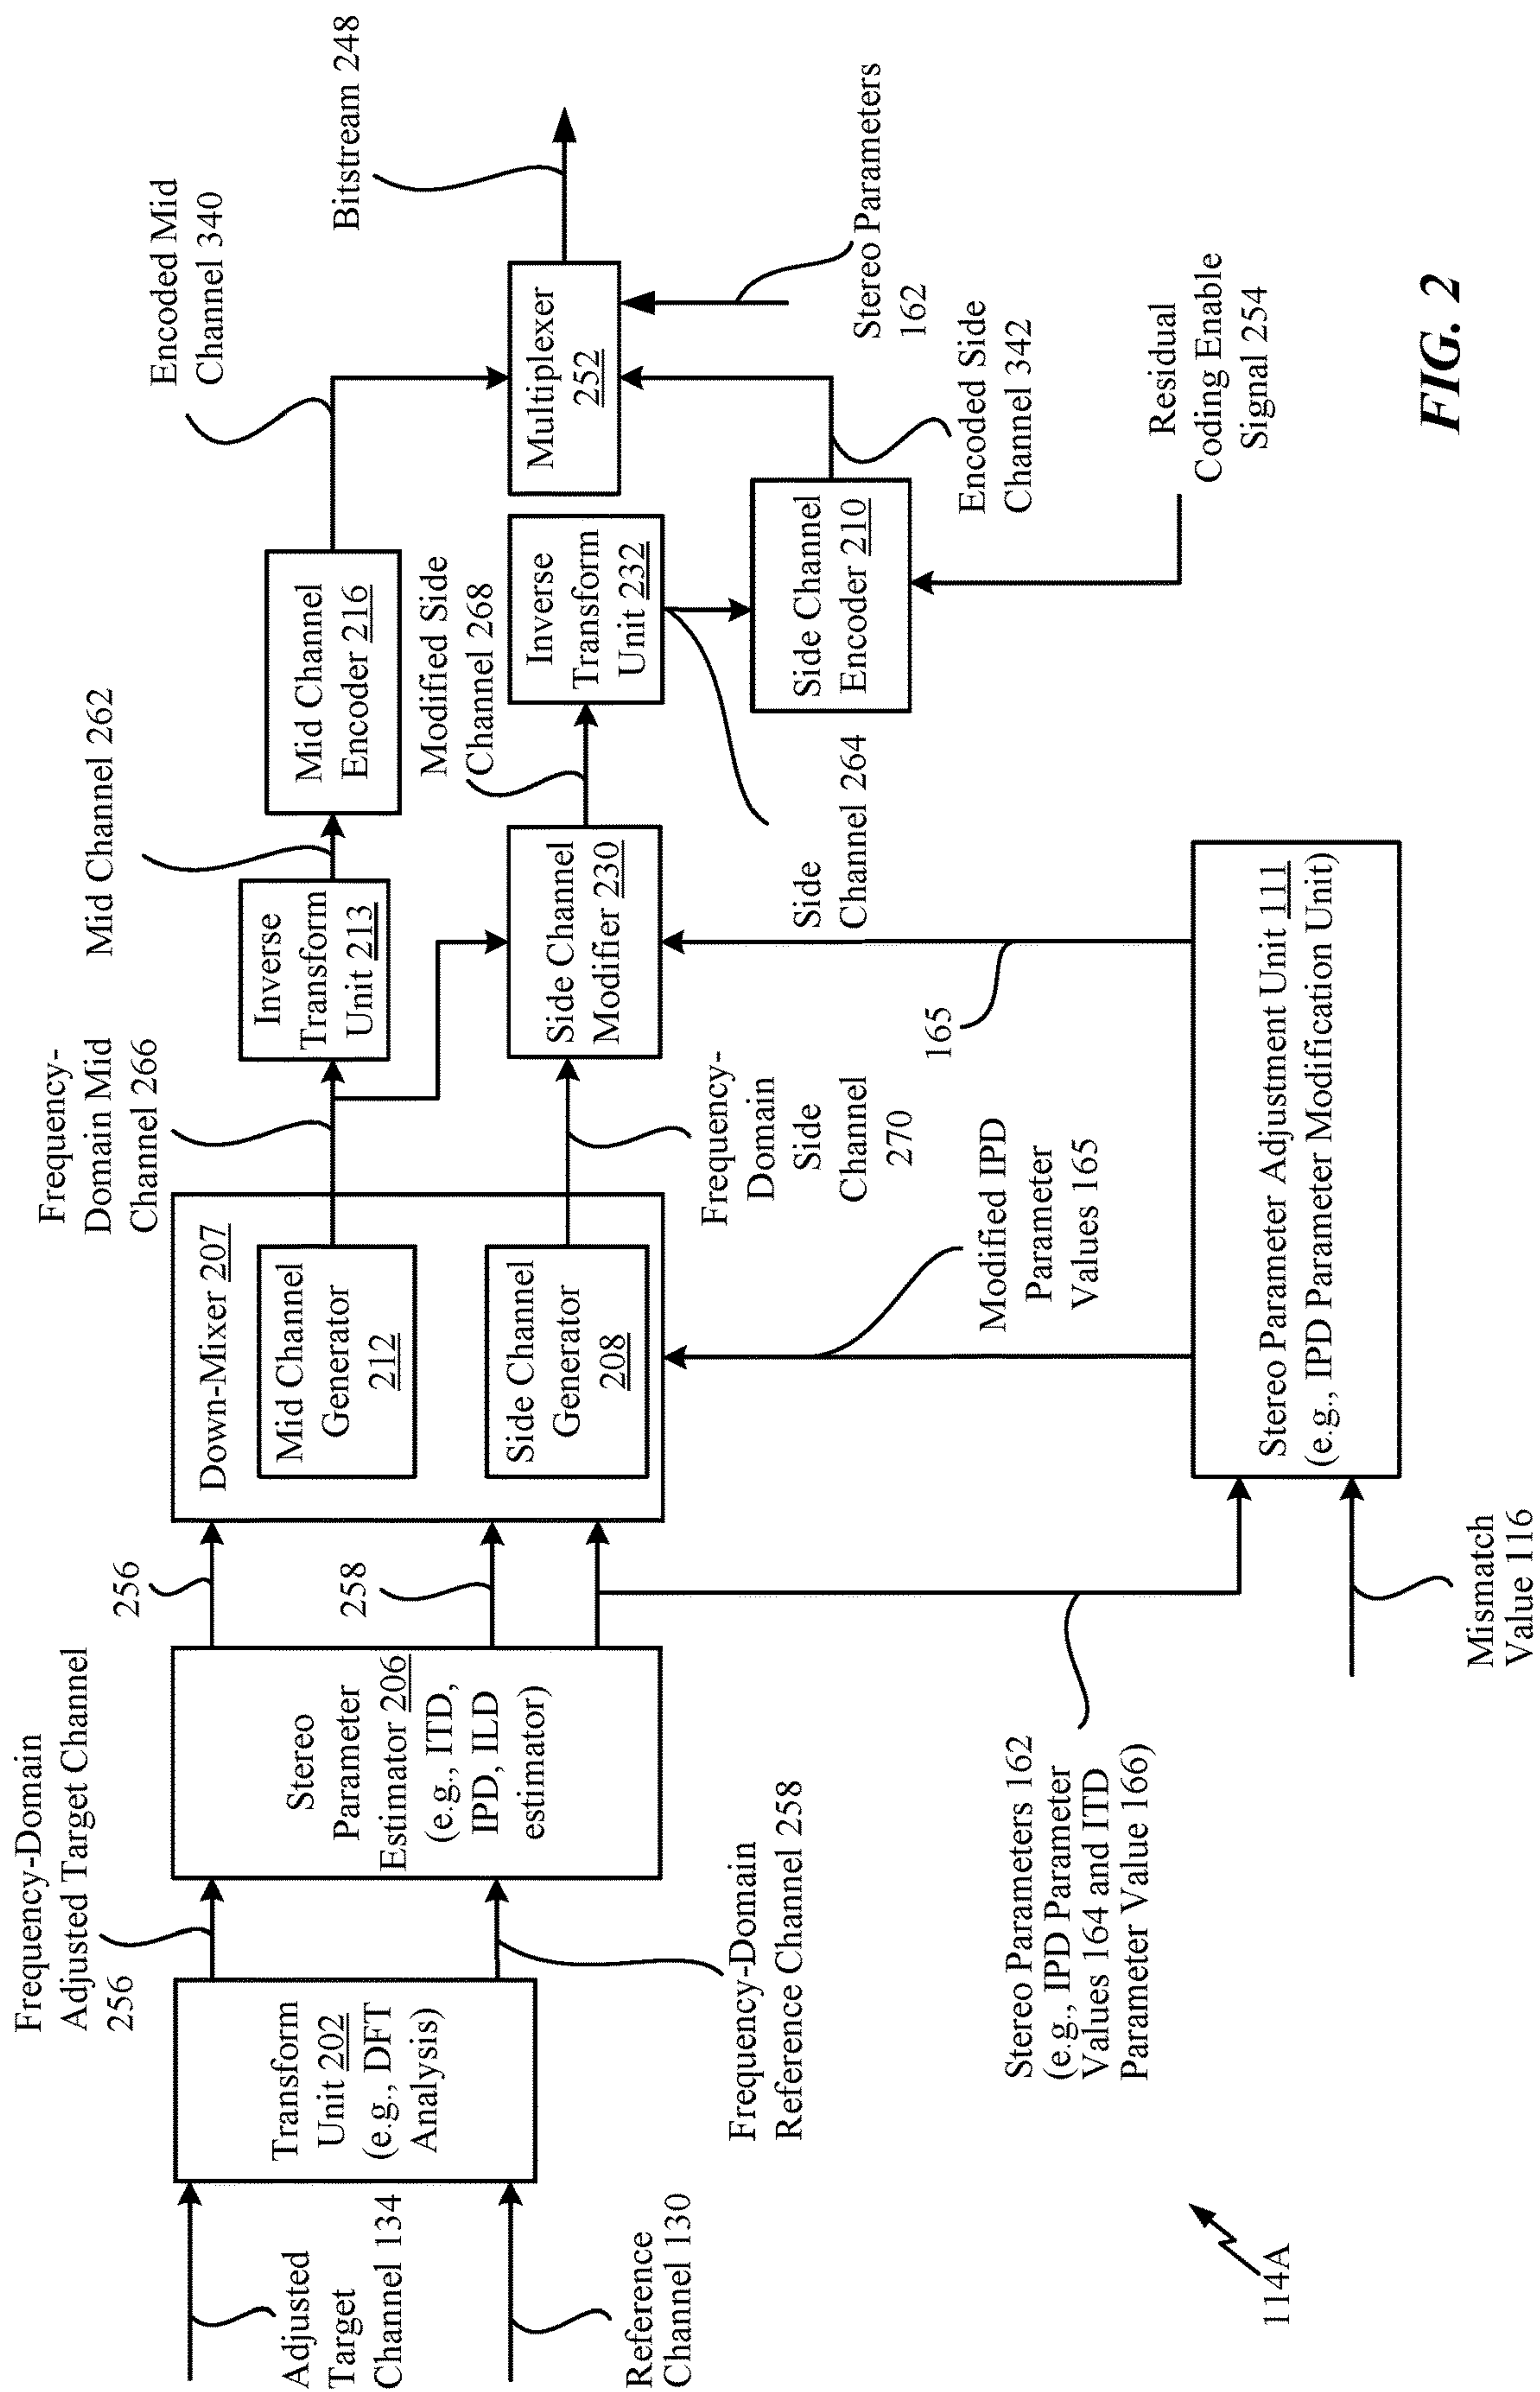 Adjusted
Target
Channel 134
Reference
Channel 130
Transform
Unit 202
(e.g., DFT
Analysis)
Frequency-Domain
Adjusted Target Channel
256
Frequency-Domain
Reference Channel 258
Stereo
Parameter
Estimator 206
(e.g., ITD,
IPD, ILD
estimator)
256
258
Stereo Parameters 162
(e.g., IPD Parameter
Values 164 and ITD
Parameter Value 166)
Mismatch
Value 116
Down-Mixer 207
Mid Channel
Generator
212
Side Channel
Generator
208
Modified IPD
Parameter
Values 165
Stereo Parameter Adjustment Unit 111
(e.g., IPD Parameter Modification Unit)
Frequency-
Domain Mid
Channel 266
Frequency-
Domain
Side
Channel
270
Inverse
Transform
Unit 213
Side Channel
Modifier 230
165
Mid Channel 262
Mid Channel
Encoder 216
Modified Side
Channel 268
Inverse
Transform
Unit 232
Side
Channel 264
Side Channel
Encoder 210
Encoded Mid
Channel 340
Encoded Side
Channel 342
Residual
Coding Enable
Signal 254
Multiplexer
252
Stereo Parameters
162
Bitstream 248
114A
FIG. 2